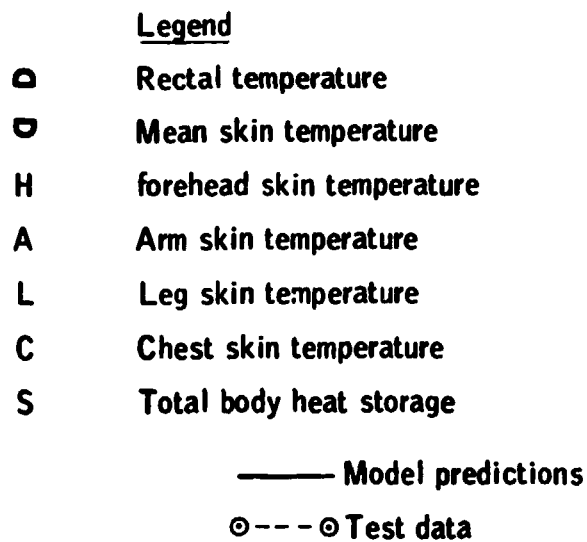 Legend
Rectal temperature
Mean skin temperature
H forehead skin temperature
A Arm skin temperature
L Leg skin temperature
C Chest skin temperature
S Total body heat storage
Model predictions
Test data